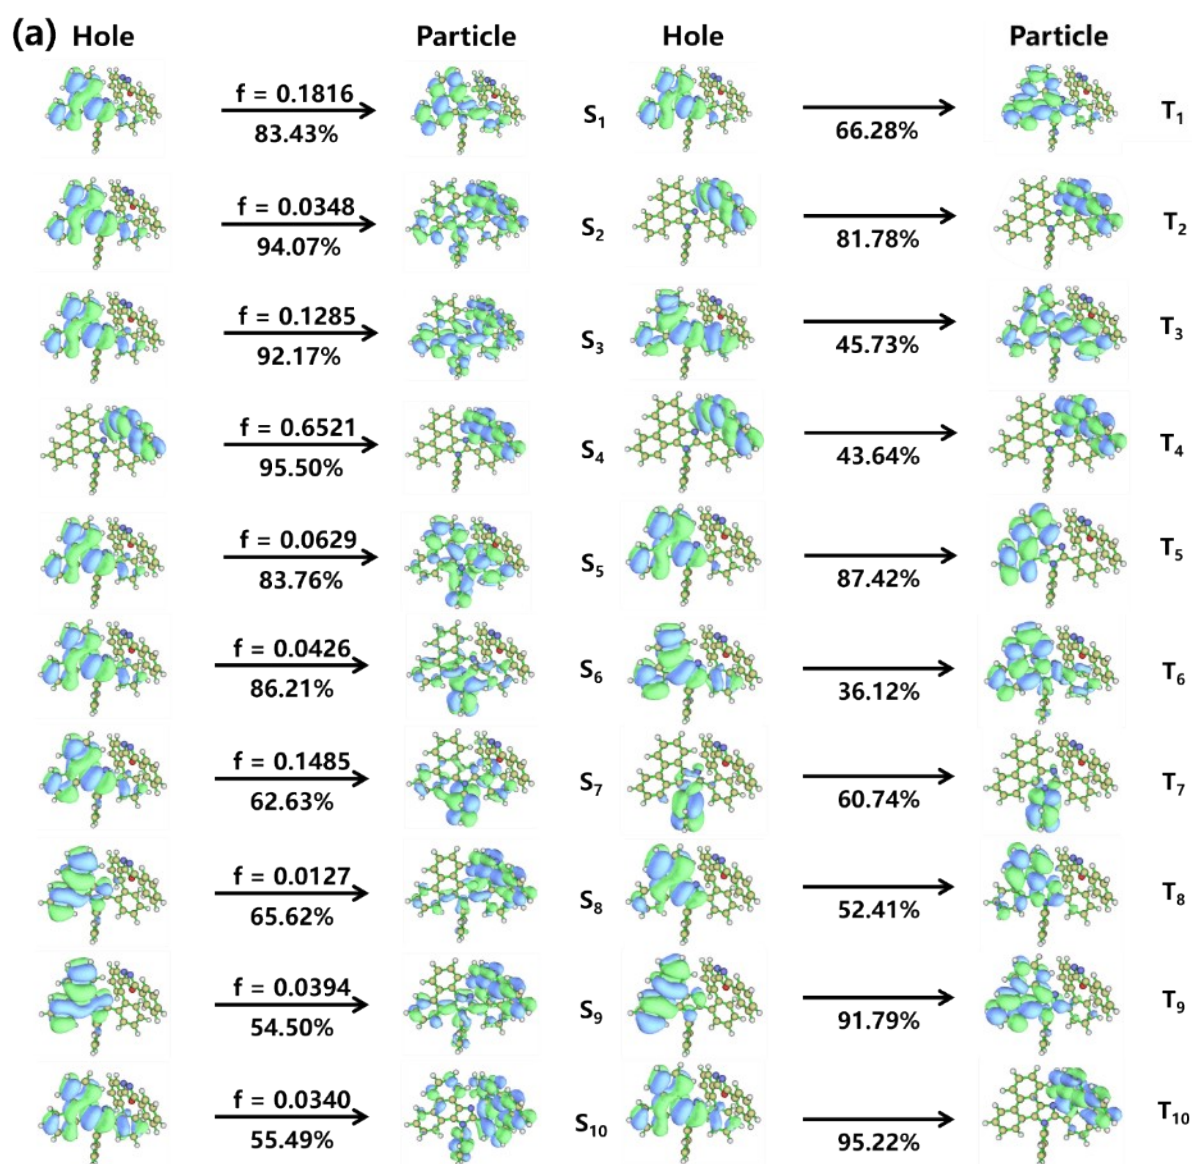 (a) Hole Particle Hole Particle
f = 0.1816
83.43%
S1
66.28%
T1
f = 0.0348
94.07%
S2
81.78%
T2
f = 0.1285
92.17%
S3
45.73%
T3
f = 0.6521
95.50%
S4
43.64%
T4
f = 0.0629
83.76%
S5
87.42%
T5
f = 0.0426
86.21%
S6
36.12%
T6
f = 0.1485
62.63%
S7
60.74%
T7
f = 0.0127
65.62%
S8
52.41%
T8
f = 0.0394
54.50%
S9
91.79%
T9
f = 0.0340
55.49%
S10
95.22%
T10